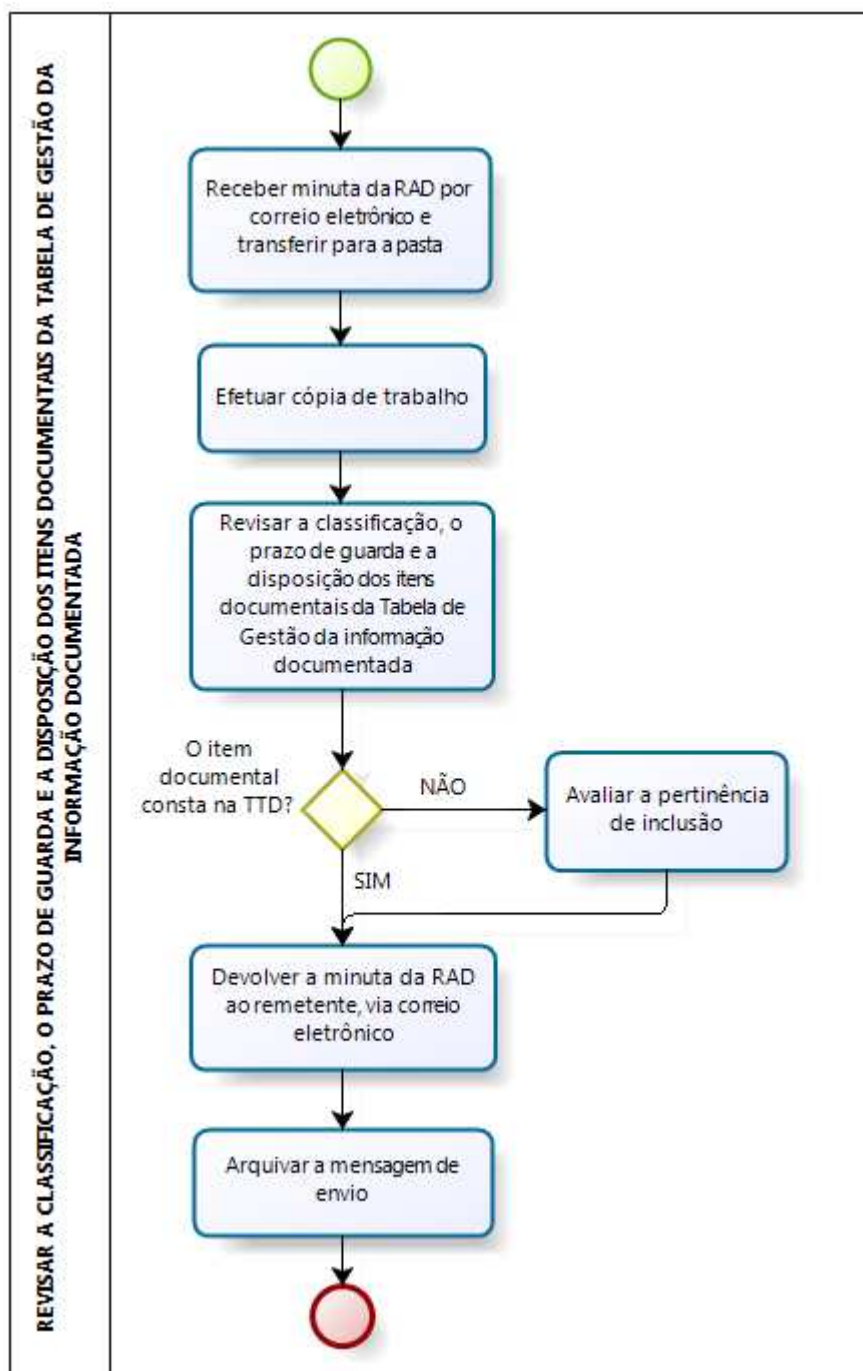 REVISAR A CLASSIFICAÇÃO, O PRAZO DE GUARDA E A DISPOSIÇÃO DOS ITENS DOCUMENTAIS DA TABELA DE GESTÃO DA
INFORMAÇÃO DOCUMENTADA
Receber minuta da RAD por
correio eletrônico e
transferir para a pasta
Efetuar cópia de trabalho
Revisar a classificação, o
prazo de guarda e a
disposição dos itens
documentais da Tabela de
Gestão da informação
documentada
O item
documental
consta na TTD?
NÃO
Avaliar a pertinência
de inclusão
SIM
Devolver a minuta da RAD
ao remetente, via correio
eletrônico
Arquivar a mensagem de
envio